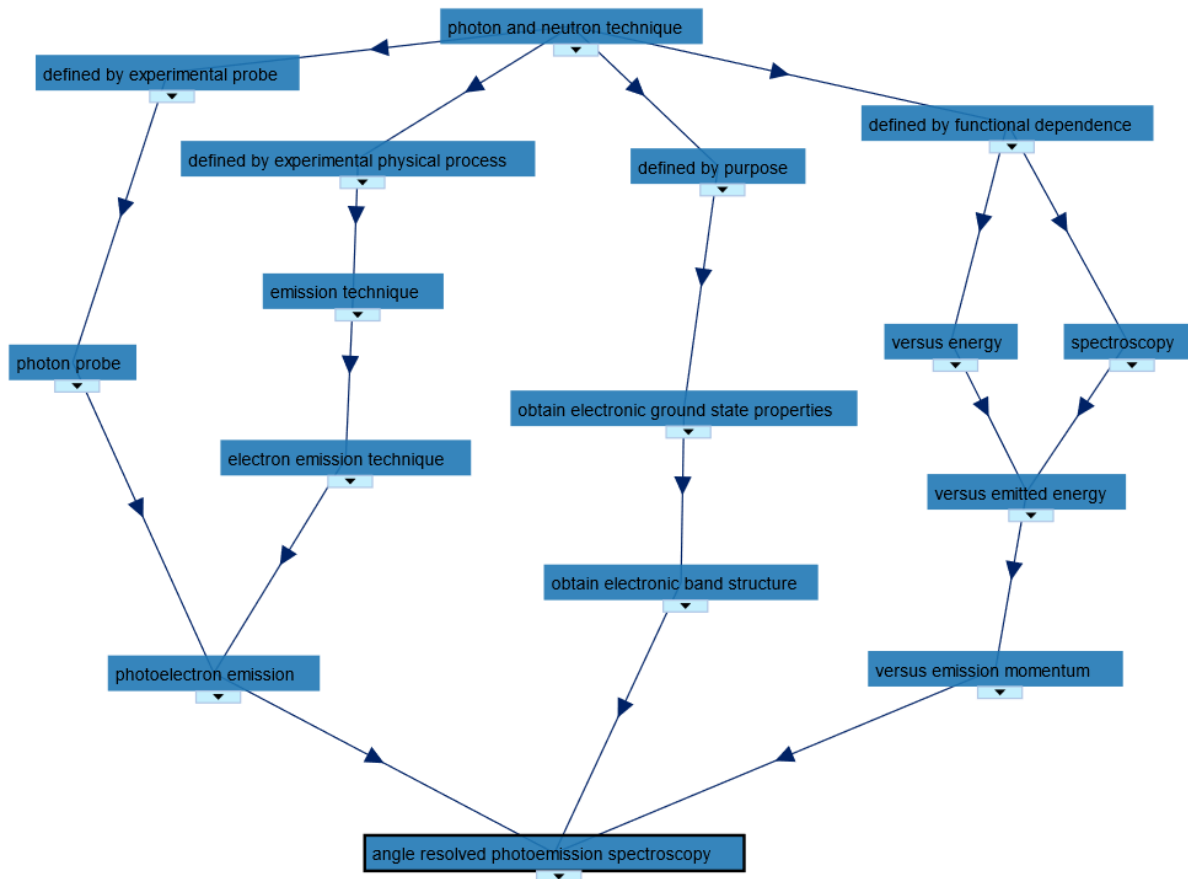 photon and neutron technique
defined by experimental probe
defined by functional dependence
defined by experimental physical process
defined by purpose
emission technique
versus energy
spectroscopy
photon probe
obtain electronic ground state properties
electron emission technique
versus emitted energy
obtain electronic band structure
photoelectron emission
versus emission momentum
angle resolved photoemission spectroscopy